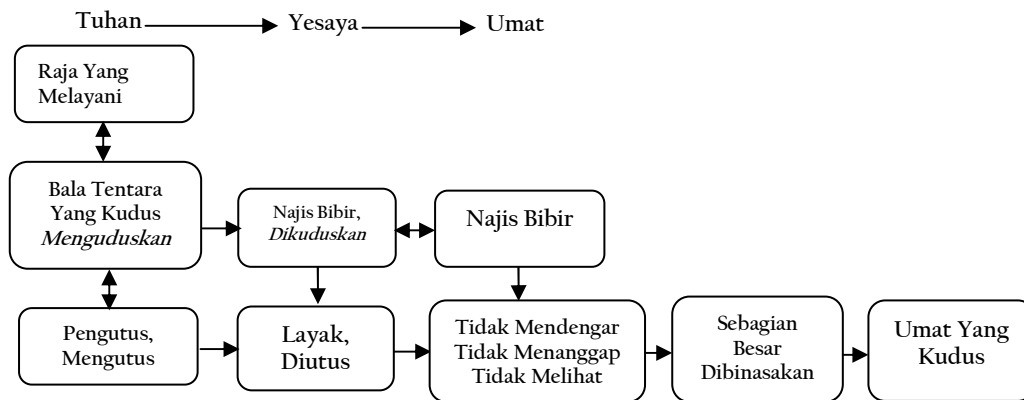 Tuhan Yesaya Umat
Raja Yang
Melayani
Bala Tentara
Yang Kudus
Menguduskan
Najis Bibir,
Dikuduskan
Najis Bibir
Pengutus,
Mengutus
Layak,
Diutus
Tidak Mendengar
Tidak Menanggap
Tidak Melihat
Sebagian
Besar
Dibinasakan
Umat Yang
Kudus